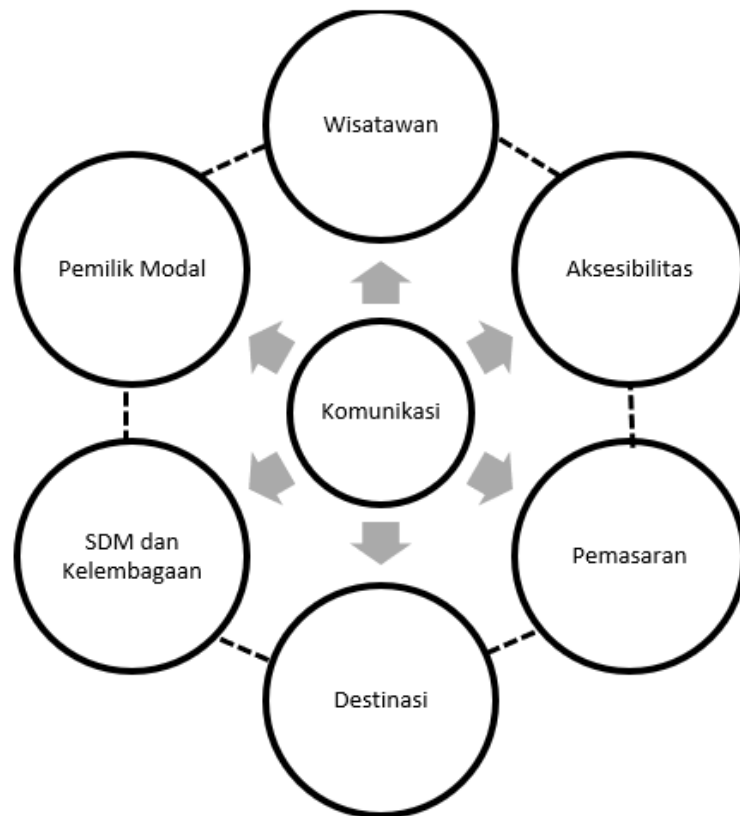 Wisatawan
Pemilik Modal
Aksesibilitas
Komunikasi
SDM dan
Kelembagaan
Pemasaran
Destinasi